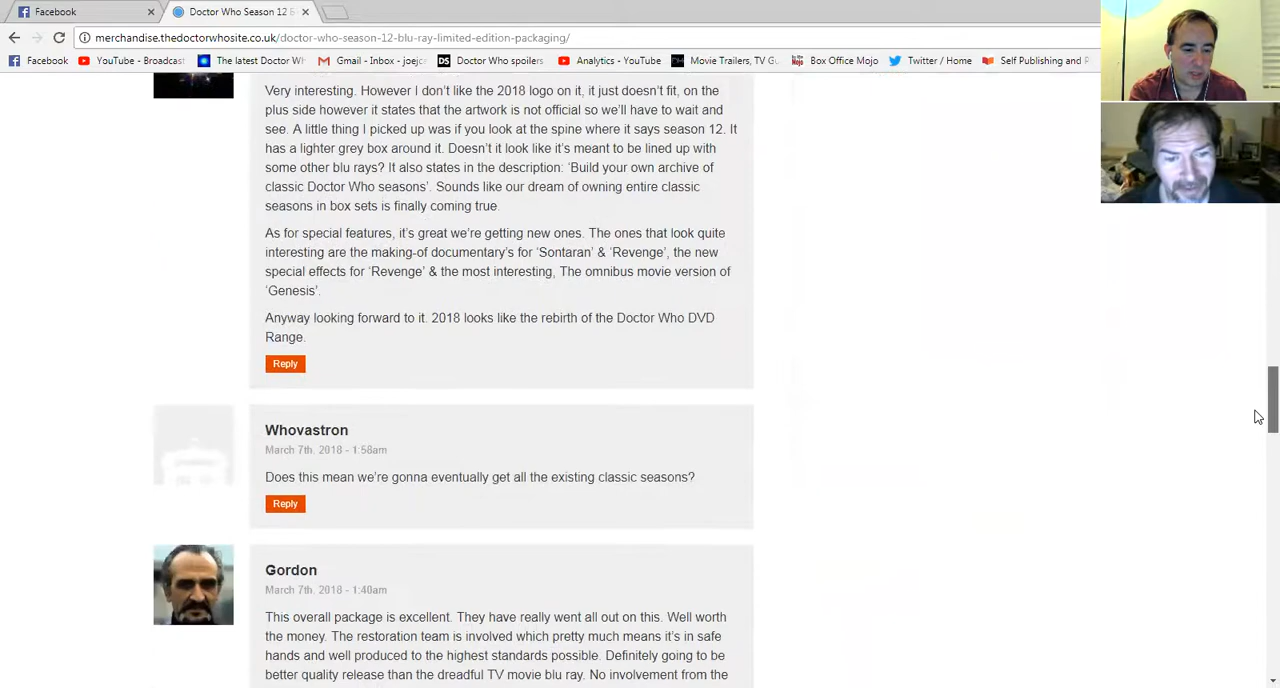 Facebook
Doctor Who Season 12 B
merchandise.thedoctorwhosite.co.uk/doctor-who-season-12-blu-ray-limited-edition-packaging/
Facebook YouTube - Broadcast The latest Doctor W Gmail - Inbox - joejc DS Doctor Who spoilers Analytics - YouTube Movie Trailers, TV Gu Mojo Box Office Mojo Twitter / Home Self Publishing and P
Very interesting. However I don’t like the 2018 logo on it, it just doesn’t fit, on the
plus side however it states that the artwork is not official so we’ll have to wait and
see. A little thing I picked up was if you look at the spine where it says season 12. It
has a lighter grey box around it. Doesn’t it look like it’s meant to be lined up with
some other blu rays? It also states in the description: ‘Build your own archive of
classic Doctor Who seasons’. Sounds like our dream of owning entire classic
seasons in box sets is finally coming true.
As for special features, it’s great we’re getting new ones. The ones that look quite
interesting are the making-of documentary’s for ‘Sontaran’ & ‘Revenge’, the new
special effects for ‘Revenge’ & the most interesting, The omnibus movie version of
‘Genesis’.
Anyway looking forward to it. 2018 looks like the rebirth of the Doctor Who DVD
Range.
Reply
Whovastron
March 7th, 2018 - 1:58am
Does this mean we’re gonna eventually get all the existing classic seasons?
Reply
Gordon
March 7th, 2018 - 1:40am
This overall package is excellent. They have really went all out on this. Well worth
the money. The restoration team is involved which pretty much means it’s in safe
hands and well produced to the highest standards possible. Definitely going to be
better quality release than the dreadful TV movie blu ray. No involvement from the